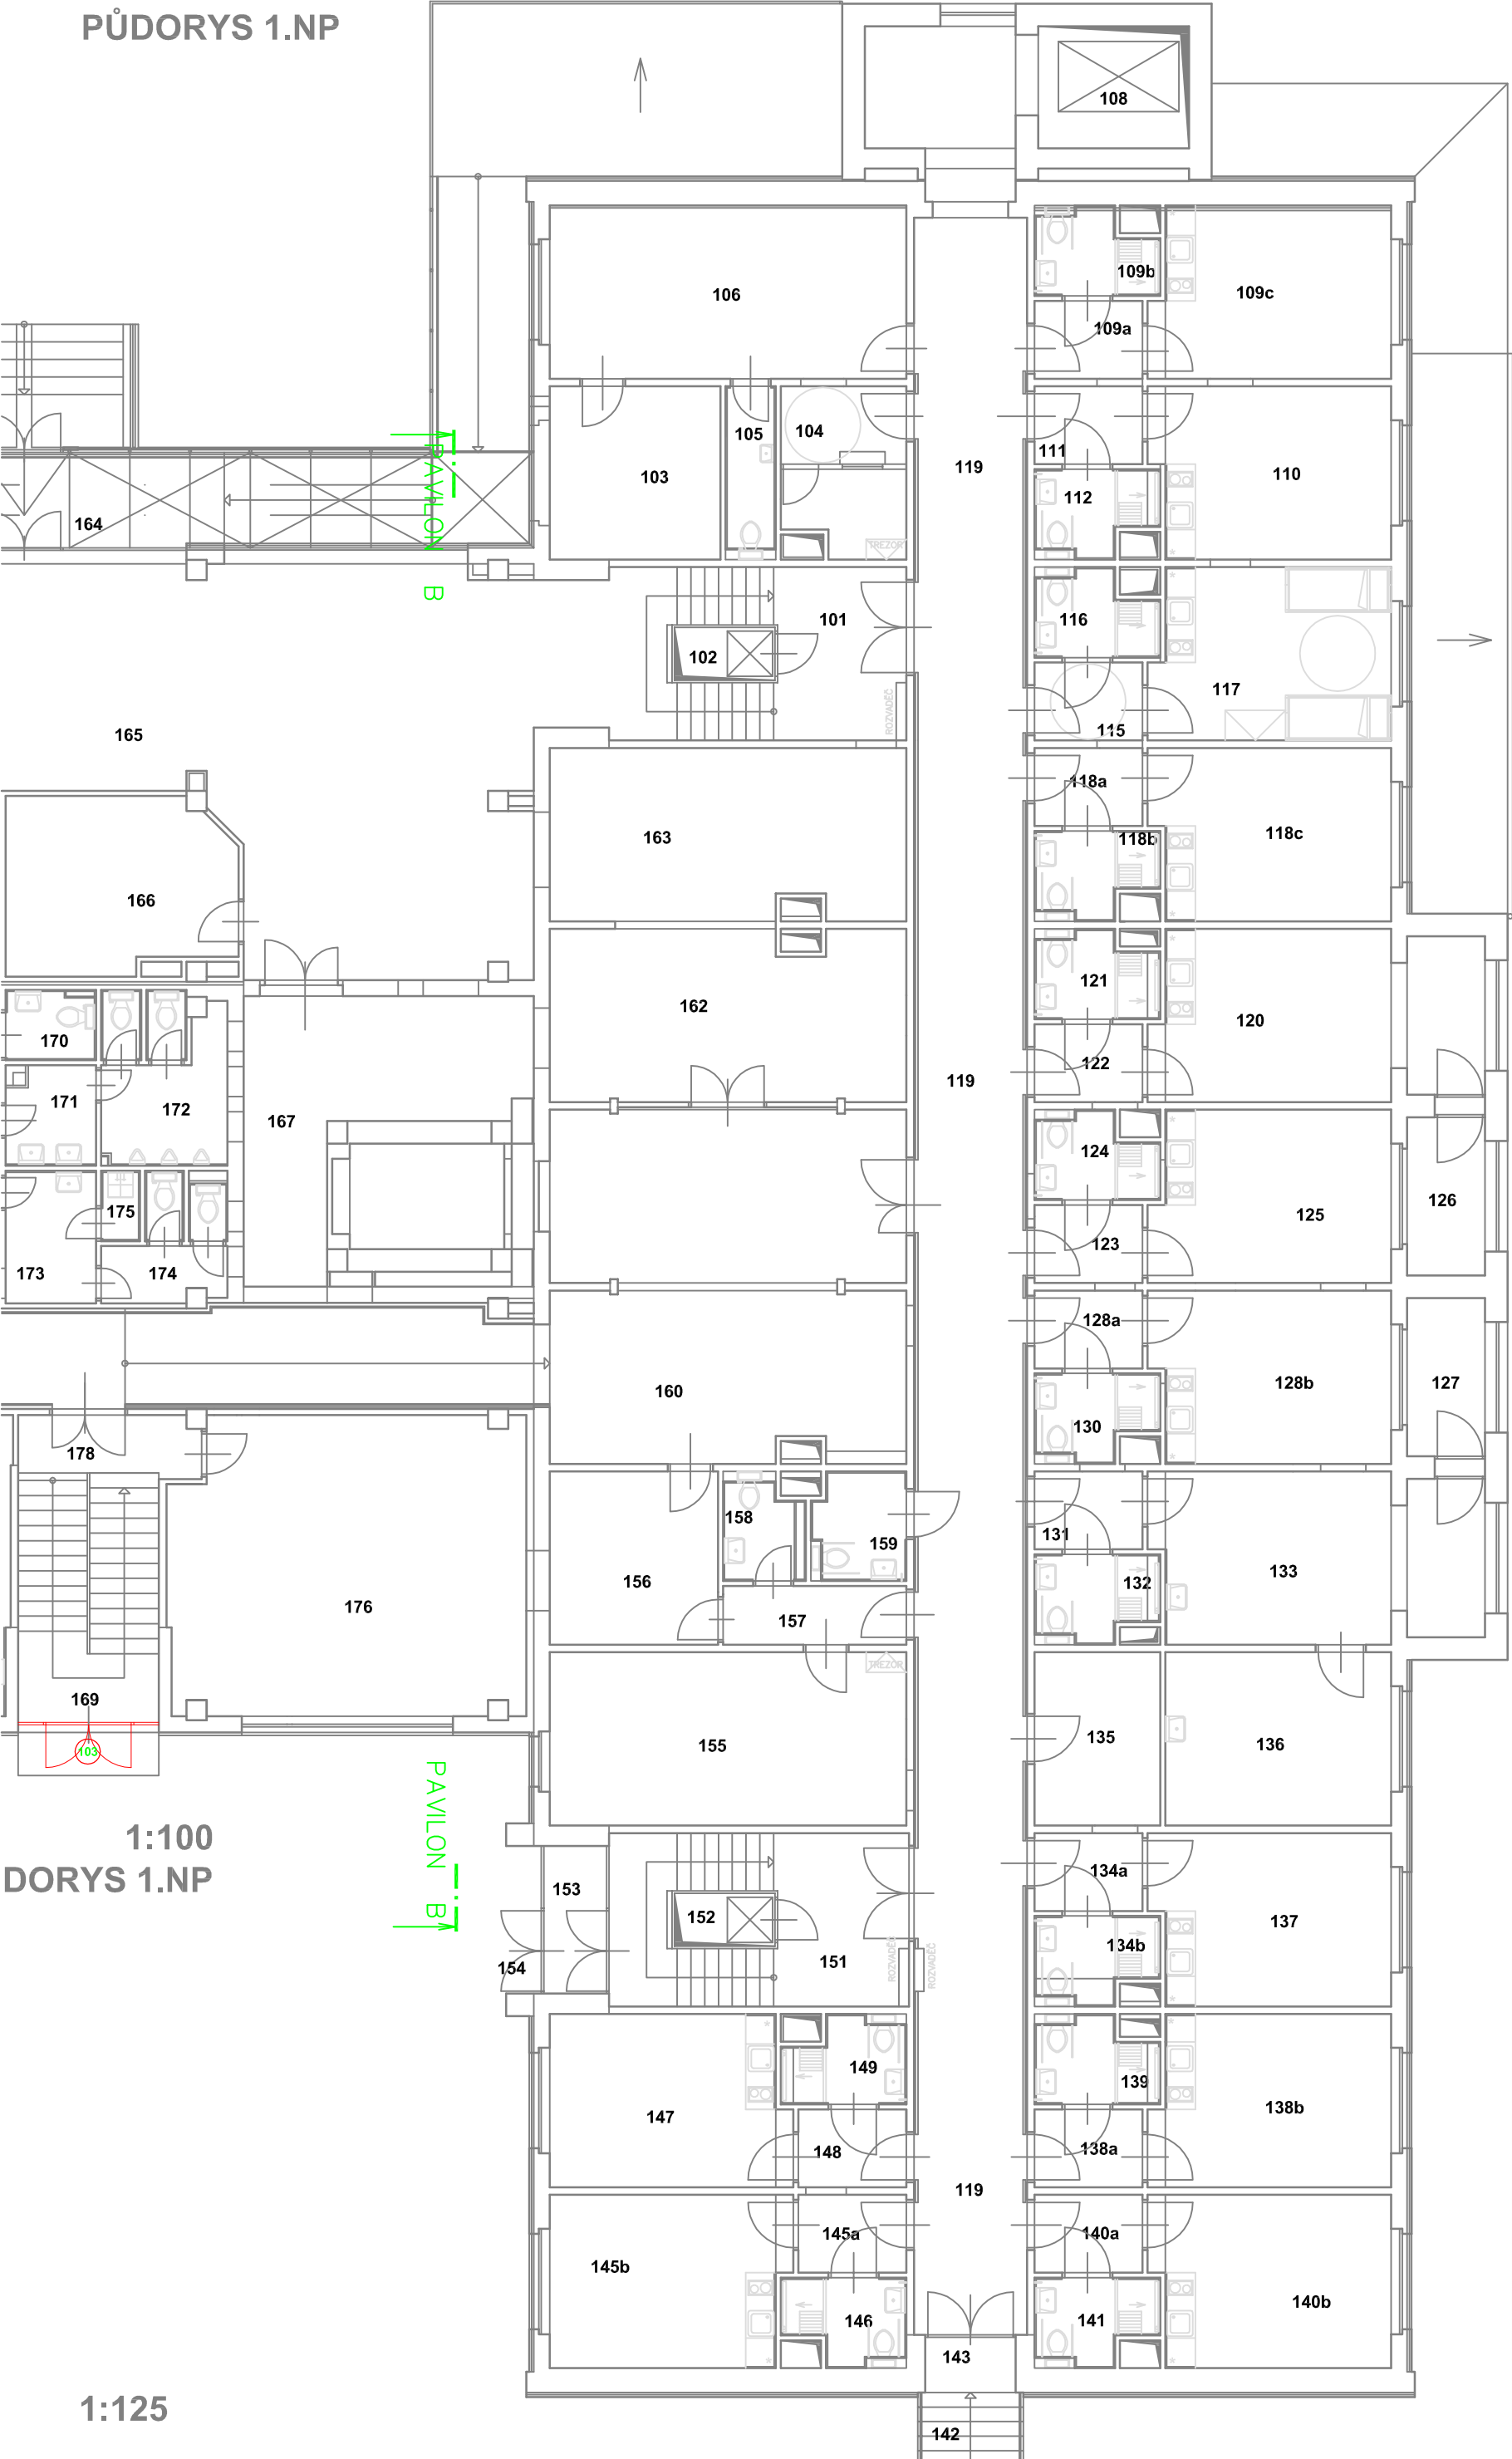 PŮDORYS 1.NP
108
109b
106
109c
109a
105
104
111
119
103
110
112
164
TREZOR
PAVILON B
116
101
102
117
ROZVADĚČ
115
165
118a
163
118c
118b
166
121
162
120
170
122
119
171
172
167
124
175
126
125
123
173
174
128a
160
128b
127
130
178
158
131
159
133
156
132
176
157
TREZOR
169
135
155
136
103
PAVILON B
1:100
DORYS 1.NP
134a
153
152
137
134b
151
154
ROZVADĚČ
ROZVADĚČ
149
139
147
138b
148
138a
119
145a
140a
145b
146
141
140b
143
1:125
142